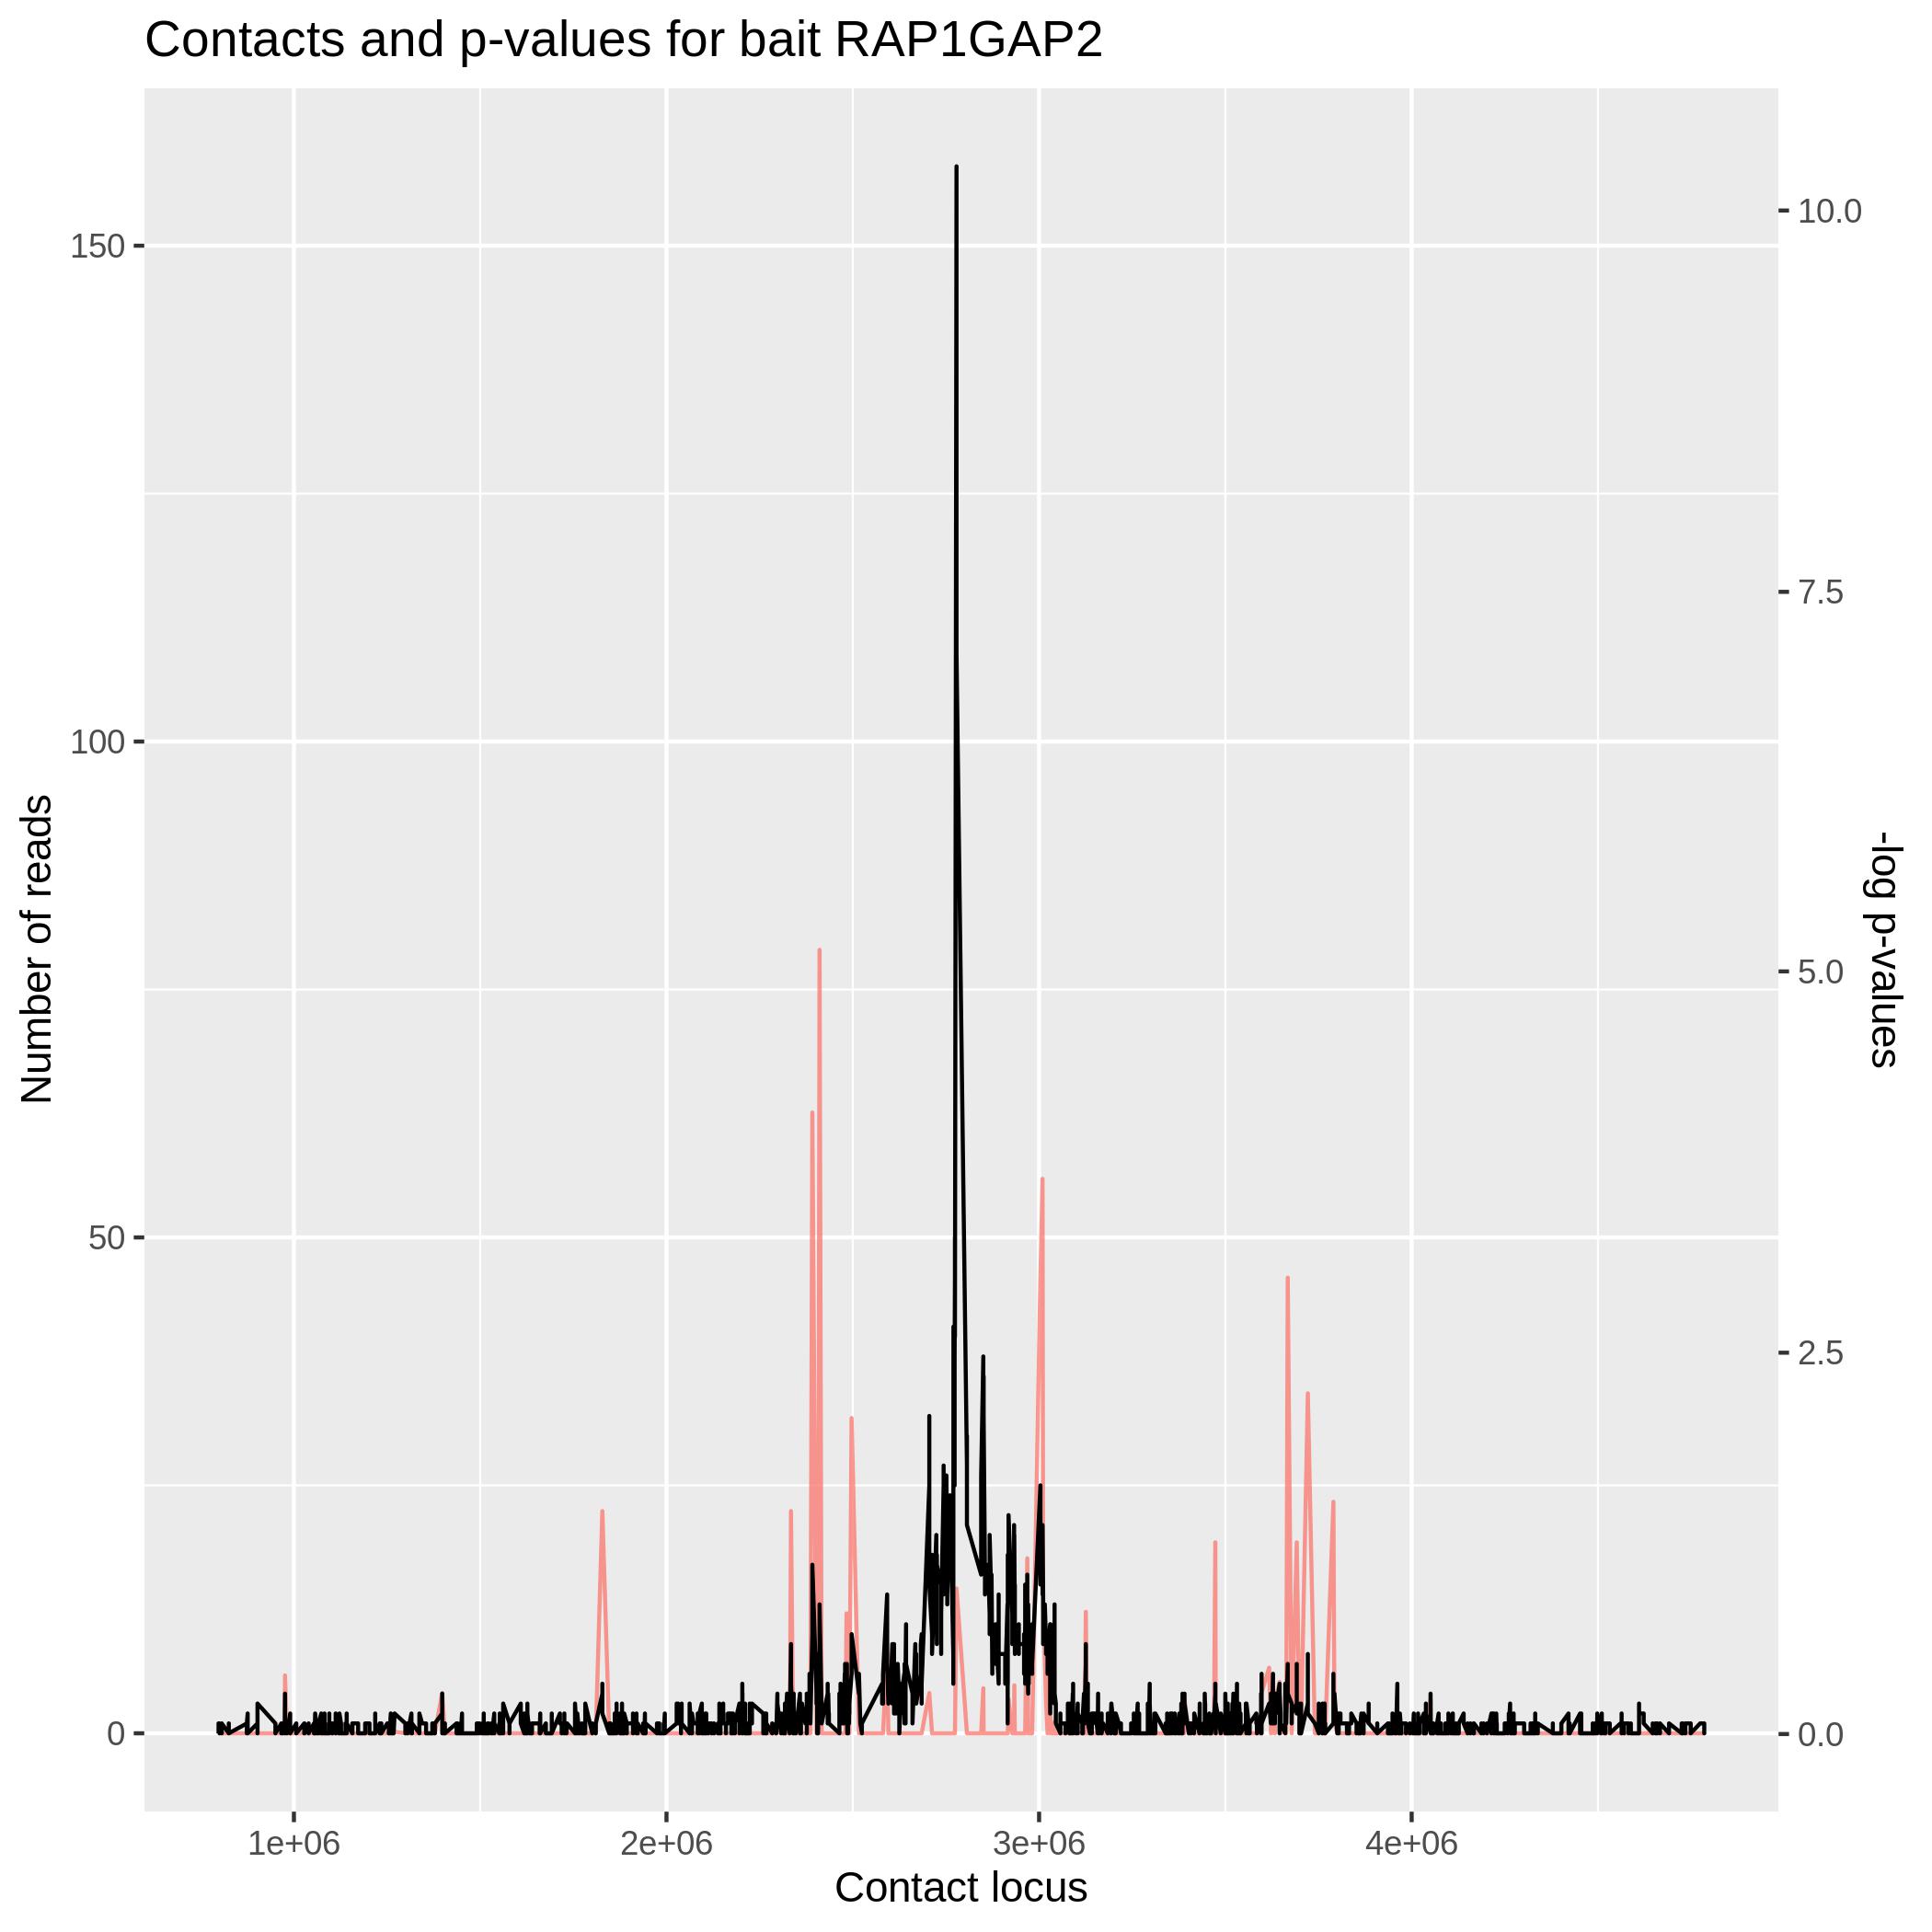 Contacts and p-values for bait RAP1GAP2
150
100
50
0
10.0
7.5
5.0
2.5
0.0
Number of reads
-log p-values
1e+06
2e+06
3e+06
4e+06
Contact locus